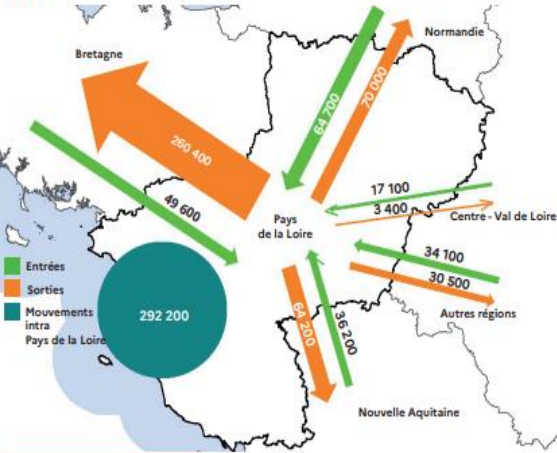 Normandie
Bretagne
64 700
70 000
260 400
49 600
17 100
3 400
Pays
de la Loire
Centre - Val de Loire
34 100
30 500
Entrées
Sorties
Mouvements
intra
Pays de la Loire
292 200
64 200
36 200
Autres régions
Nouvelle Aquitaine